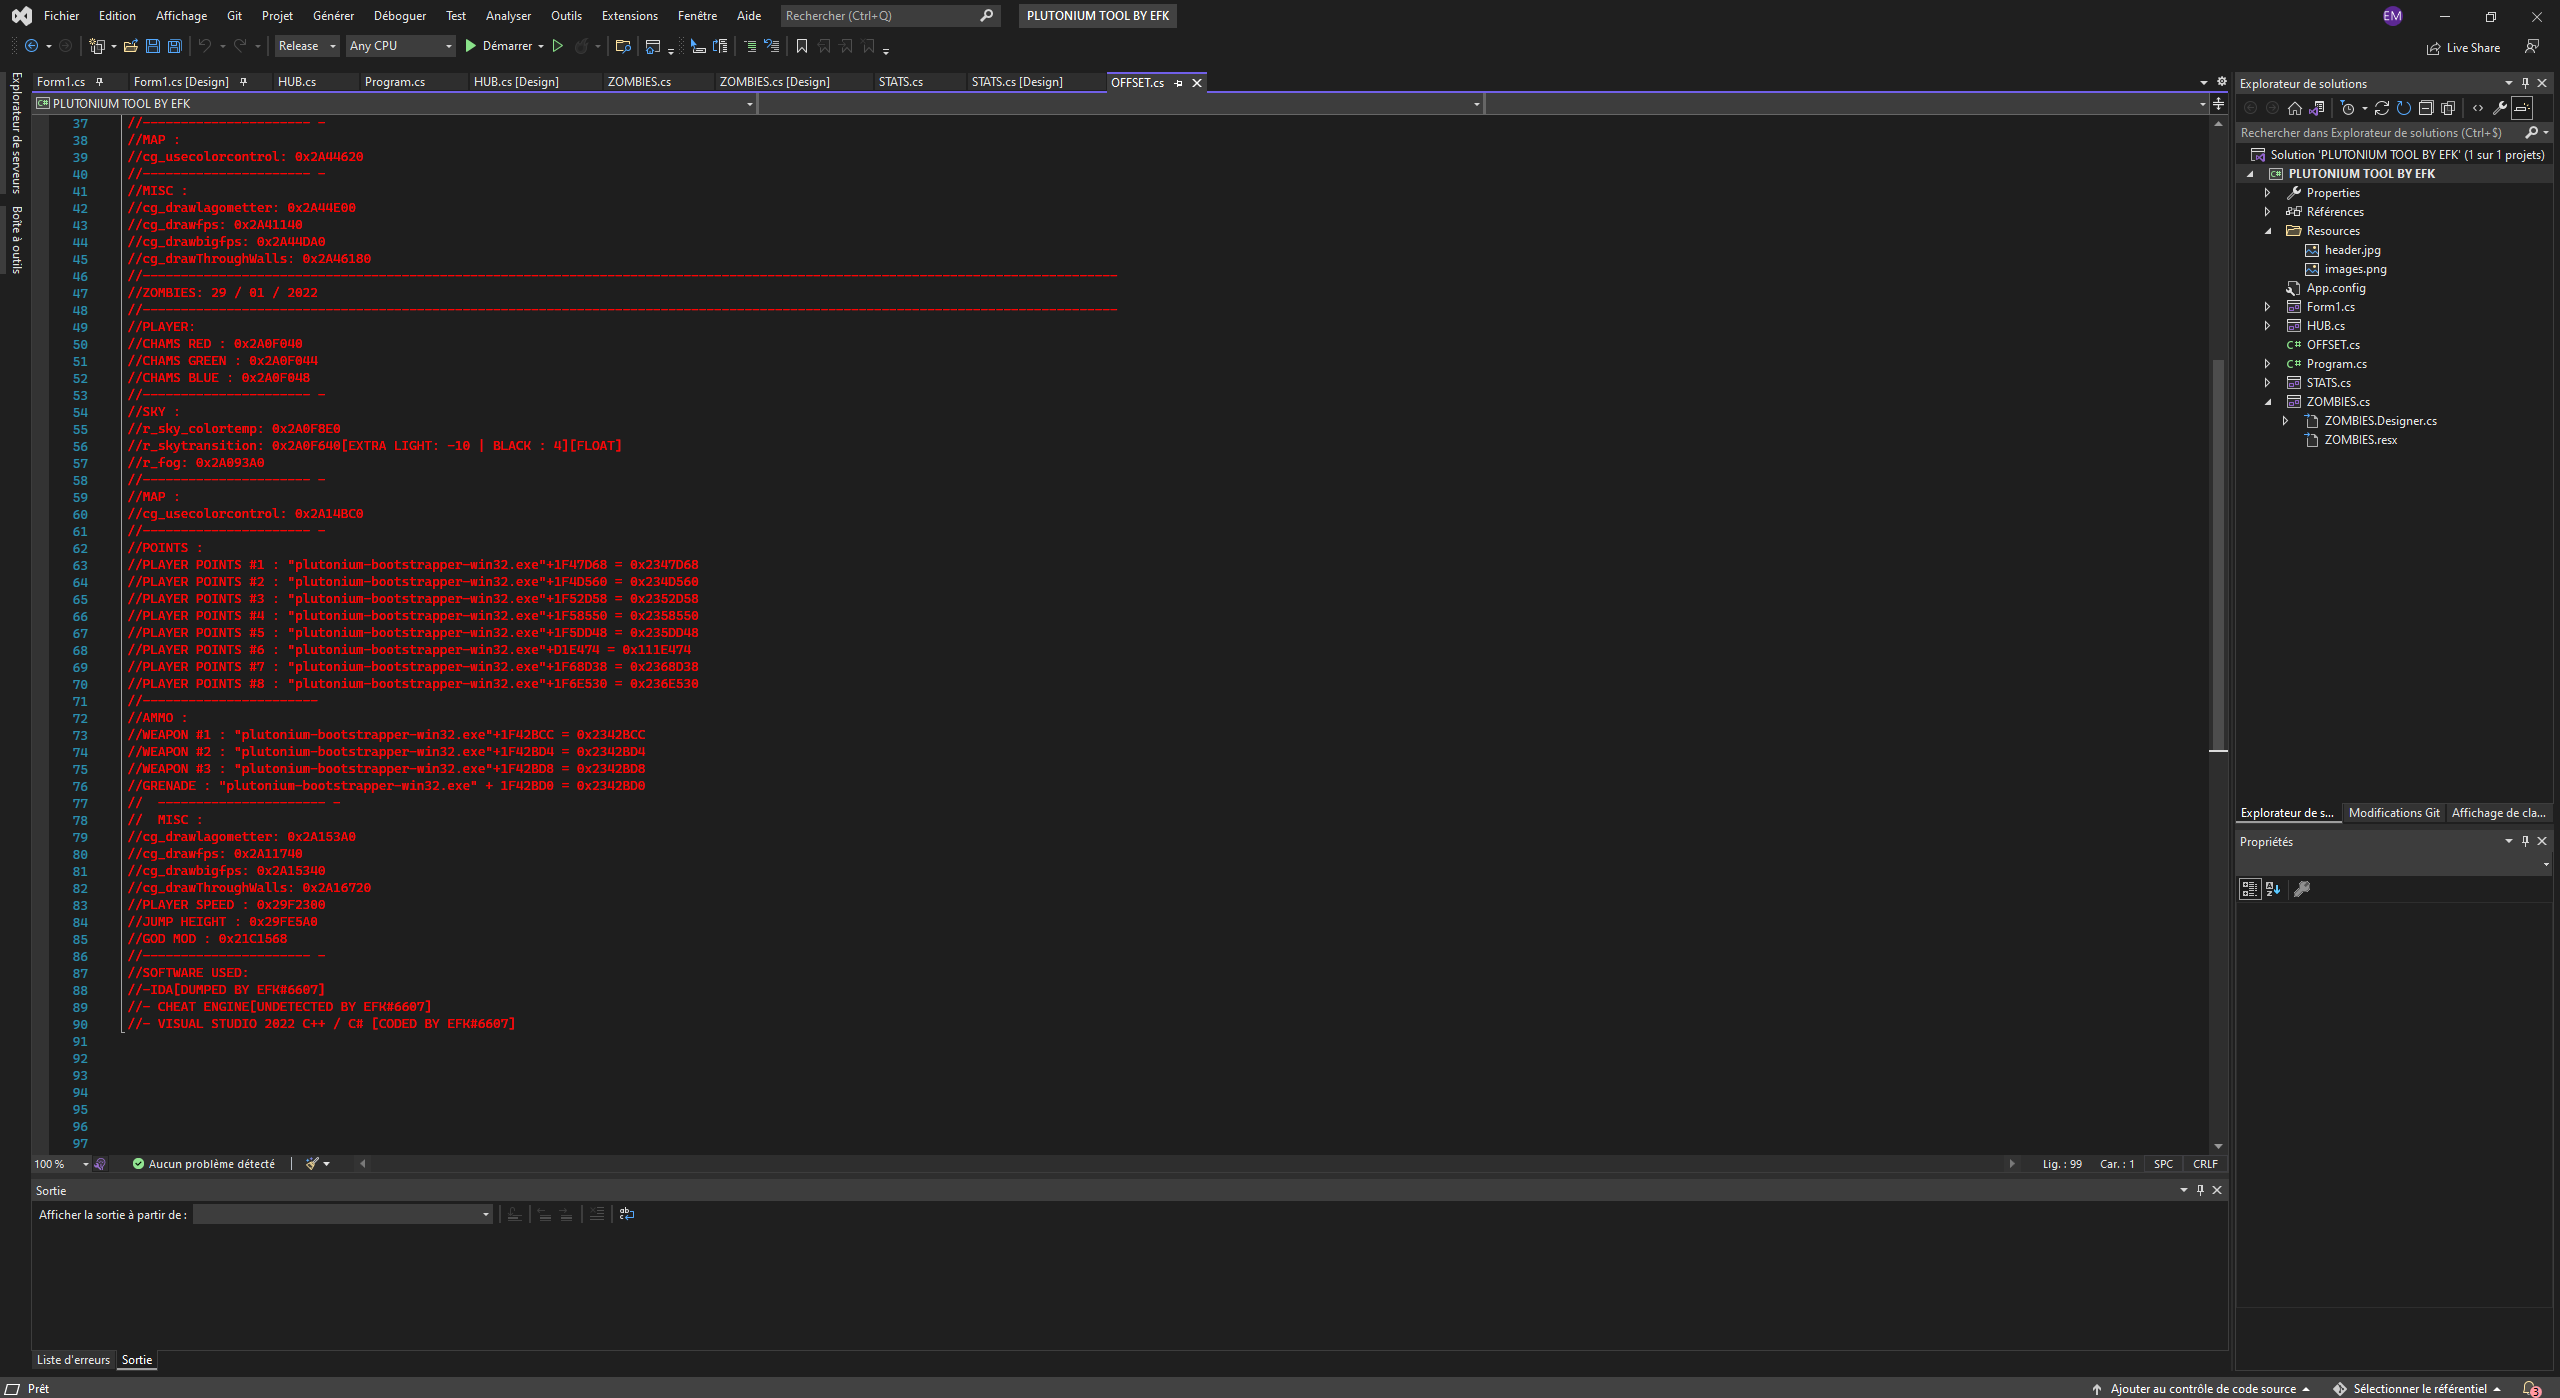 Fichier Edition Affichage Git Projet Générer Déboguer Test Analyser Outils Extensions Fenêtre Aide Rechercher (Ctrl+Q) PLUTONIUM TOOL BY EFK EM
Release Any CPU Démarrer Live Share
Form1.cs Form1.cs [Design] HUB.cs Program.cs HUB.cs [Design] ZOMBIES.cs ZOMBIES.cs [Design] STATS.cs STATS.cs [Design] OFFSET.cs
PLUTONIUM TOOL BY EFK
Explorateur de serveurs
Boîte à outils
37 //---------------------- -
38 //MAP :
39 //cg_usecolorcontrol: 0x2A44620
40 //---------------------- -
41 //MISC :
42 //cg_drawlagometter: 0x2A44E00
43 //cg_drawfps: 0x2A41140
44 //cg_drawbigfps: 0x2A44DA0
45 //cg_drawThroughWalls: 0x2A46180
46 //--------------------------------------------------------------------------------------------------------------------------------
47 //ZOMBIES: 29 / 01 / 2022
48 //--------------------------------------------------------------------------------------------------------------------------------
49 //PLAYER:
50 //CHAMS RED : 0x2A0F040
51 //CHAMS GREEN : 0x2A0F044
52 //CHAMS BLUE : 0x2A0F048
53 //---------------------- -
54 //SKY :
55 //r_sky_colortemp: 0x2A0F8E0
56 //r_skytransition: 0x2A0F640[EXTRA LIGHT: -10 | BLACK : 4][FLOAT]
57 //r_fog: 0x2A093A0
58 //---------------------- -
59 //MAP :
60 //cg_usecolorcontrol: 0x2A14BC0
61 //---------------------- -
62 //POINTS :
63 //PLAYER POINTS #1 : "plutonium-bootstrapper-win32.exe"+1F47D68 = 0x2347D68
64 //PLAYER POINTS #2 : "plutonium-bootstrapper-win32.exe"+1F4D560 = 0x234D560
65 //PLAYER POINTS #3 : "plutonium-bootstrapper-win32.exe"+1F52D58 = 0x2352D58
66 //PLAYER POINTS #4 : "plutonium-bootstrapper-win32.exe"+1F58550 = 0x2358550
67 //PLAYER POINTS #5 : "plutonium-bootstrapper-win32.exe"+1F5DD48 = 0x235DD48
68 //PLAYER POINTS #6 : "plutonium-bootstrapper-win32.exe"+D1E474 = 0x111E474
69 //PLAYER POINTS #7 : "plutonium-bootstrapper-win32.exe"+1F68D38 = 0x2368D38
70 //PLAYER POINTS #8 : "plutonium-bootstrapper-win32.exe"+1F6E530 = 0x236E530
71 //-----------------------
72 //AMMO :
73 //WEAPON #1 : "plutonium-bootstrapper-win32.exe"+1F42BCC = 0x2342BCC
74 //WEAPON #2 : "plutonium-bootstrapper-win32.exe"+1F42BD4 = 0x2342BD4
75 //WEAPON #3 : "plutonium-bootstrapper-win32.exe"+1F42BD8 = 0x2342BD8
76 //GRENADE : "plutonium-bootstrapper-win32.exe" + 1F42BD0 = 0x2342BD0
77 //  ---------------------- -
78 //  MISC :
79 //cg_drawlagometter: 0x2A153A0
80 //cg_drawfps: 0x2A11740
81 //cg_drawbigfps: 0x2A15340
82 //cg_drawThroughWalls: 0x2A16720
83 //PLAYER SPEED : 0x29F2300
84 //JUMP HEIGHT : 0x29FE5A0
85 //GOD MOD : 0x21C1568
86 //---------------------- -
87 //SOFTWARE USED:
88 //-IDA[DUMPED BY EFK#6607]
89 //- CHEAT ENGINE[UNDETECTED BY EFK#6607]
90 //- VISUAL STUDIO 2022 C++ / C# [CODED BY EFK#6607]
91
92
93
94
95
96
97
100 % Aucun problème détecté Lig. : 99 Car. : 1 SPC CRLF
Sortie
Afficher la sortie à partir de :
Liste d'erreurs Sortie
Explorateur de solutions
Rechercher dans Explorateur de solutions (Ctrl+$)
Solution 'PLUTONIUM TOOL BY EFK' (1 sur 1 projets)
PLUTONIUM TOOL BY EFK
Properties
Références
Resources
header.jpg
images.png
App.config
Form1.cs
HUB.cs
C# OFFSET.cs
C# Program.cs
STATS.cs
ZOMBIES.cs
ZOMBIES.Designer.cs
ZOMBIES.resx
Explorateur de s... Modifications Git Affichage de cla...
Propriétés
Prêt Ajouter au contrôle de code source Sélectionner le référentiel 3